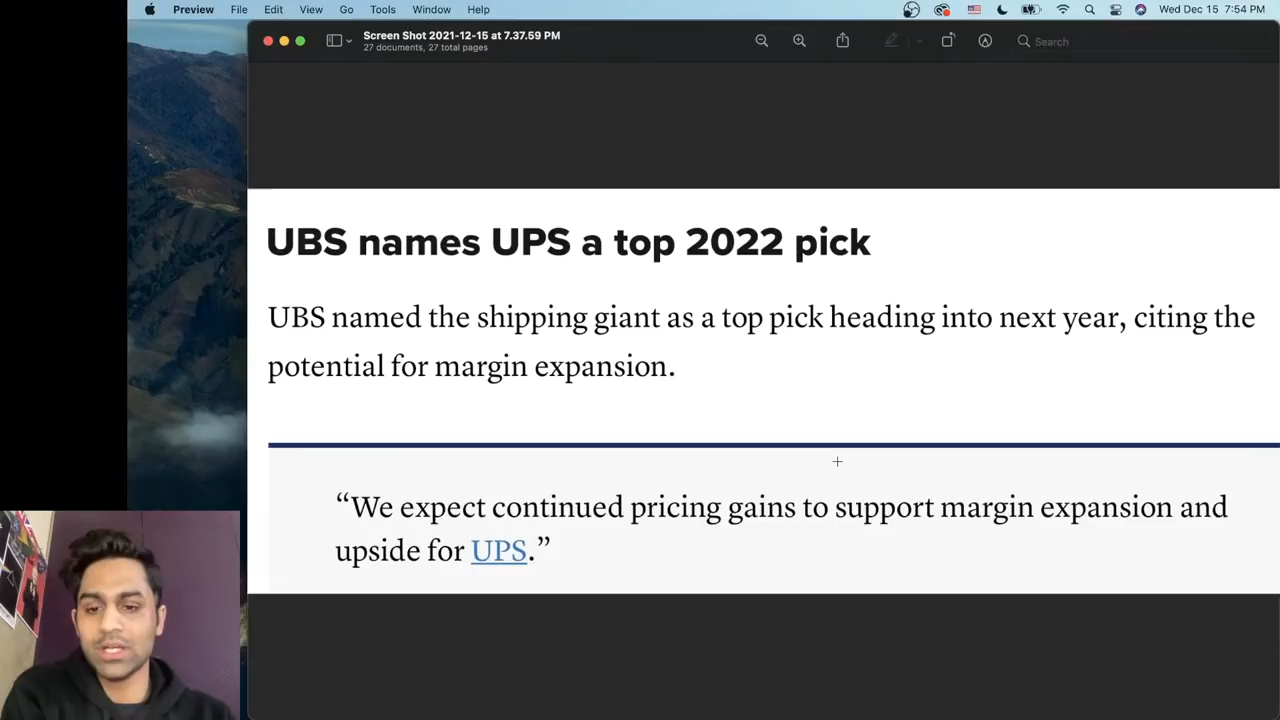 Preview File Edit View Go Tools Window Help Wed Dec 15 7:54 PM
Screen Shot 2021-12-15 at 7.37.59 PM
27 documents, 27 total pages
Search
UBS names UPS a top 2022 pick
UBS named the shipping giant as a top pick heading into next year, citing the
potential for margin expansion.
“We expect continued pricing gains to support margin expansion and
upside for UPS.”